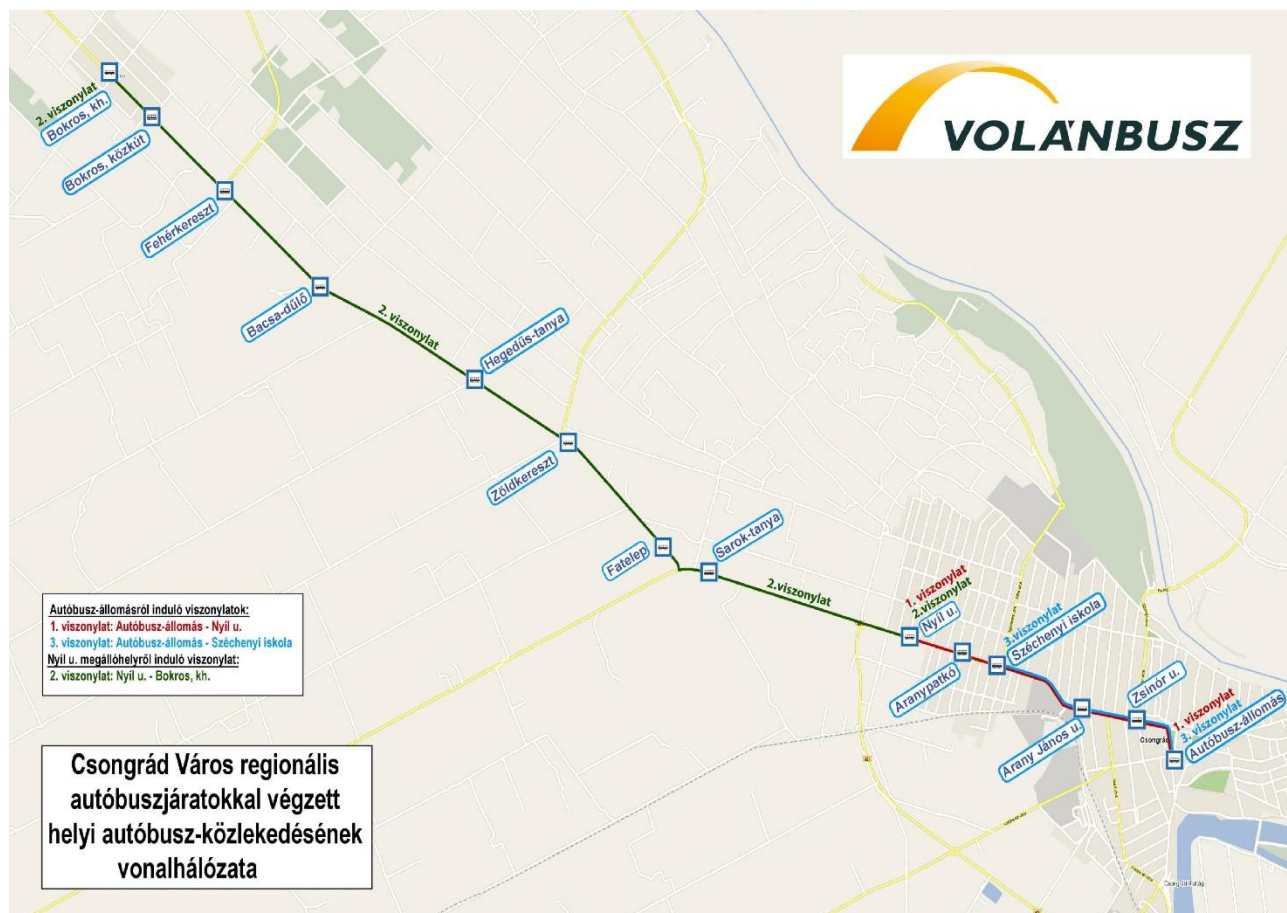 VOLÁNBUSZ
2. viszonylat
Bokros, kh.
Bokros, közkút
Fehérkereszt
Bacsa-dűlő
2. viszonylat
Hegedűs-tanya
Zöldkereszt
Fatelep
Sarok-tanya
2.viszonylat
1. viszonylat
2.viszonylat
Nyíl u.
Aranypatkó
3.viszonylat
Széchenyi iskola
Arany János u.
Zsinór u.
1. viszonylat
3. viszonylat
Autóbusz-állomás
Csongrád
Autóbusz-állomásról induló viszonylatok:
1. viszonylat: Autóbusz-állomás - Nyíl u.
3. viszonylat: Autóbusz-állomás - Széchenyi iskola
Nyíl u. megállóhelyről induló viszonylat:
2. viszonylat: Nyíl u. - Bokros, kh.
Csongrád Város regionális
autóbuszjáratokkal végzett
helyi autóbusz-közlekedésének
vonalhálózata